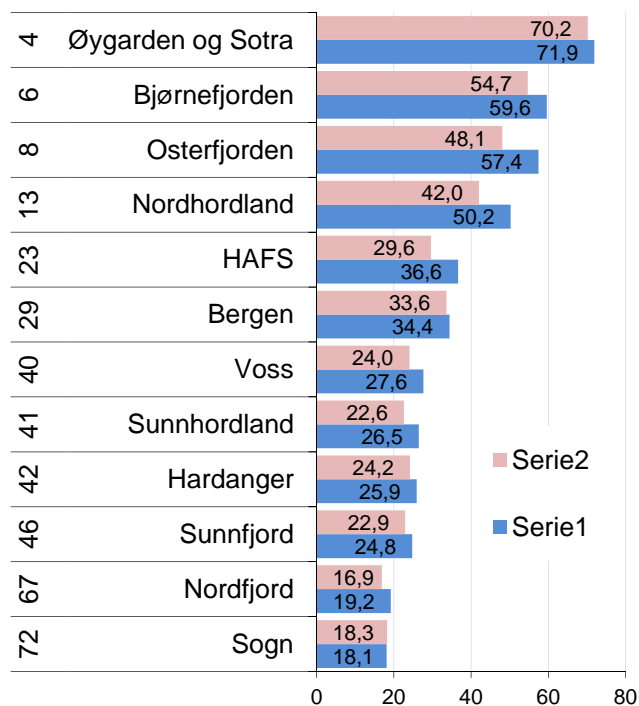 4 Øygarden og Sotra 70,2 71,9
6 Bjørnefjorden 54,7 59,6
8 Osterfjorden 48,1 57,4
13 Nordhordland 42,0 50,2
23 HAFS 29,6 36,6
29 Bergen 33,6 34,4
40 Voss 24,0 27,6
41 Sunnhordland 22,6 26,5
42 Hardanger 24,2 25,9
46 Sunnfjord 22,9 24,8
67 Nordfjord 16,9 19,2
72 Sogn 18,3 18,1
Serie2
Serie1
0 20 40 60 80